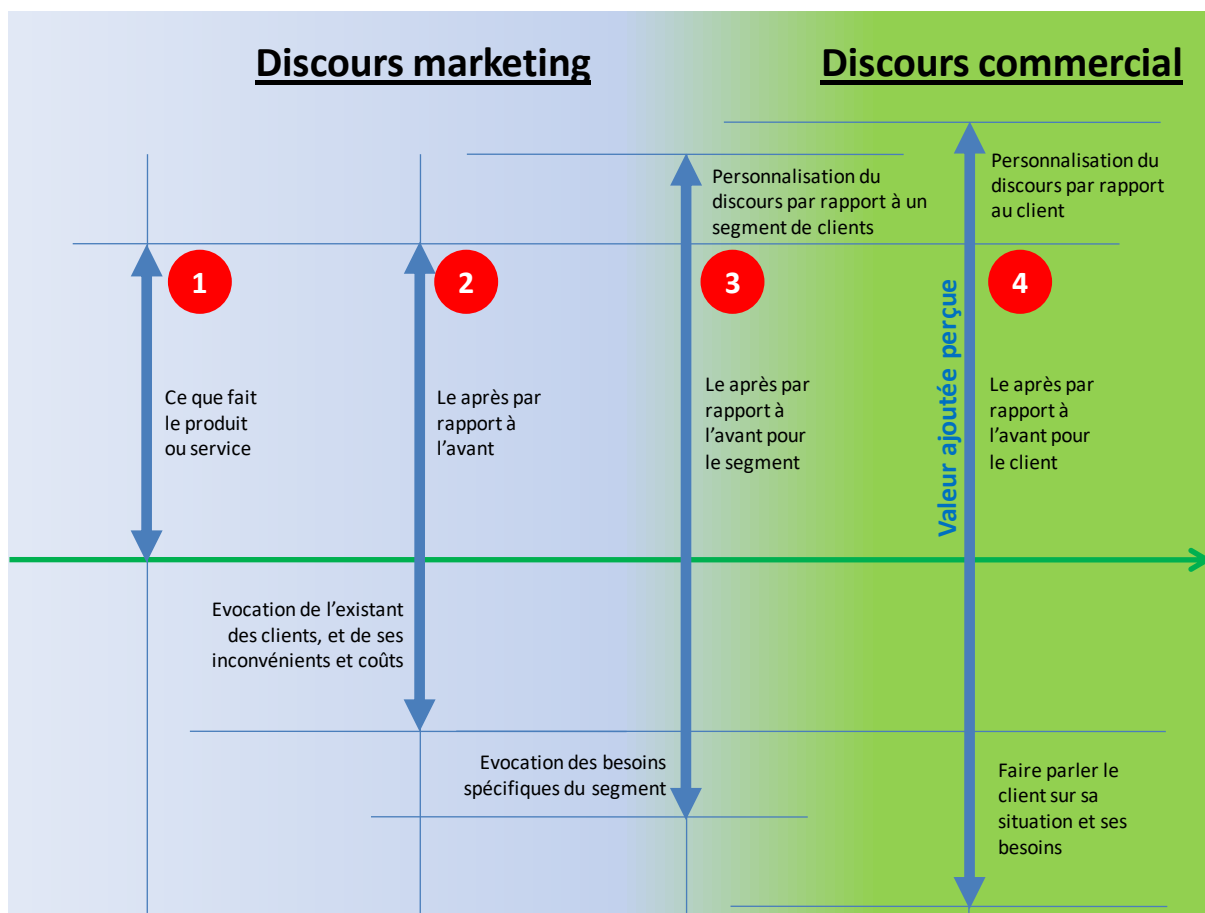 Discours marketing
Discours commercial
Personnalisation du
discours par rapport à un
segment de clients
Personnalisation du
discours par rapport
au client
1
2
3
4
Ce que fait
le produit
ou service
Le après par
rapport à
l’avant
Le après par
rapport à
l’avant pour
le segment
Valeur ajoutée perçue
Le après par
rapport à
l’avant pour
le client
Evocation de l’existant
des clients, et de ses
inconvénients et coûts
Evocation des besoins
spécifiques du segment
Faire parler le
client sur sa
situation et ses
besoins